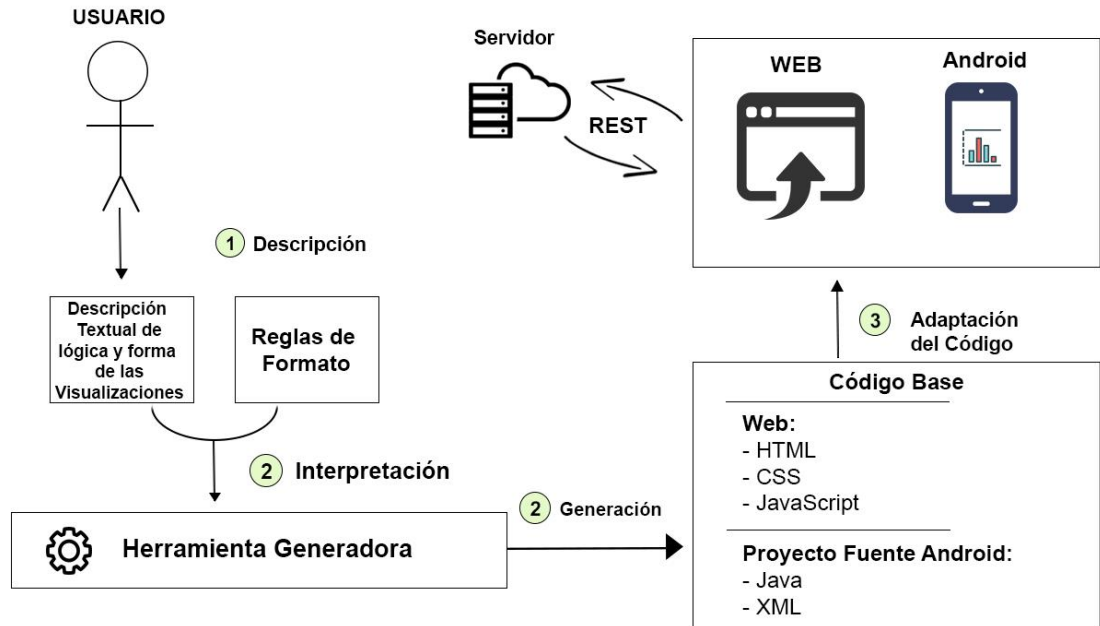 USUARIO
1 Descripción
Descripción
Textual de
lógica y forma
de las
Visualizaciones
Reglas de
Formato
2 Interpretación
Herramienta Generadora
2 Generación
Servidor
REST
WEB
Android
3 Adaptación
del Código
Código Base
Web:
- HTML
- CSS
- JavaScript
Proyecto Fuente Android:
- Java
- XML